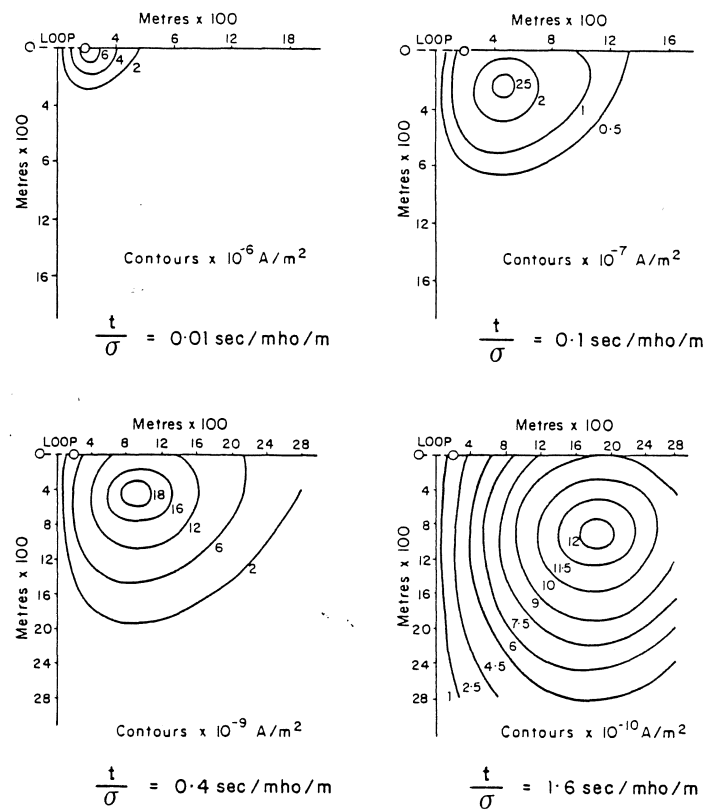 Metres x 100
LOOP 4 6 12 18
6 4 2
4
6
12
16
Metres x 100
Contours x 10⁻⁶ A/m²
t/σ = 0·01 sec/mho/m
Metres x 100
LOOP 4 8 12 16
25
2
1
0·5
4
6
12
16
Metres x 100
Contours x 10⁻⁷ A/m²
t/σ = 0·1 sec/mho/m
Metres x 100
LOOP 4 8 12 16 20 24 28
18
16
12
6
2
4
8
12
16
20
24
28
Metres x 100
Contours x 10⁻⁹ A/m²
t/σ = 0·4 sec/mho/m
Metres x 100
LOOP 4 8 12 16 20 24 28
12
11·5
10
9
7·5
6
4·5
2·5
1
4
8
12
16
20
24
28
Metres x 100
Contours x 10⁻¹⁰ A/m²
t/σ = 1·6 sec/mho/m